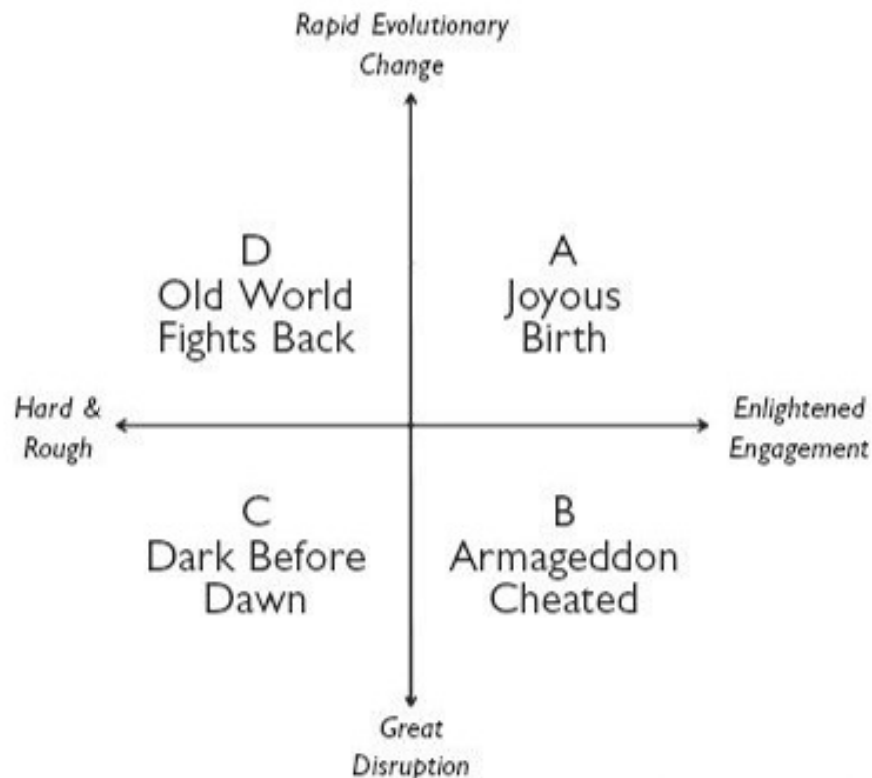 Rapid Evolutionary
Change
D
Old World
Fights Back
A
Joyous
Birth
Hard &
Rough
Enlightened
Engagement
C
Dark Before
Dawn
B
Armageddon
Cheated
Great
Disruption